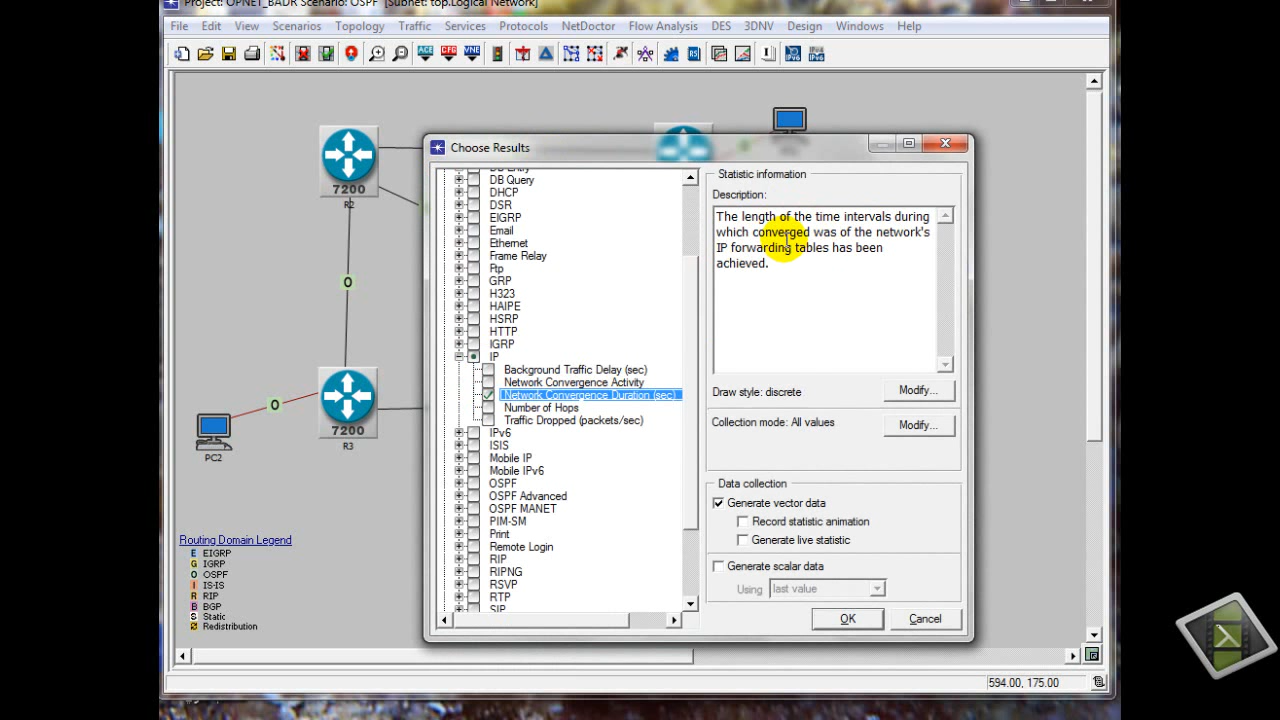 Project: OPNET_BADR Scenario: OSPF [Subnet: top.Logical Network]
File Edit View Scenarios Topology Traffic Services Protocols NetDoctor Flow Analysis DES 3DNV Design Windows Help
7200
R2
0
0
PC2
7200
R3
Routing Domain Legend
E EIGRP
G IGRP
O OSPF
I IS-IS
R RIP
B BGP
S Static
Redistribution
Choose Results
DB Entry
DB Query
DHCP
DSR
EIGRP
Email
Ethernet
Frame Relay
Ftp
GRP
H323
HAIPE
HSRP
HTTP
IGRP
IP
Background Traffic Delay (sec)
Network Convergence Activity
Network Convergence Duration (sec)
Number of Hops
Traffic Dropped (packets/sec)
IPv6
ISIS
Mobile IP
Mobile IPv6
OSPF
OSPF Advanced
OSPF MANET
PIM-SM
Print
Remote Login
RIP
RIPNG
RSVP
RTP
SIP
Statistic information
Description:
The length of the time intervals during
which converged was of the network's
IP forwarding tables has been
achieved.
Draw style: discrete Modify...
Collection mode: All values Modify...
Data collection
Generate vector data
Record statistic animation
Generate live statistic
Generate scalar data
Using last value
OK Cancel
594.00, 175.00